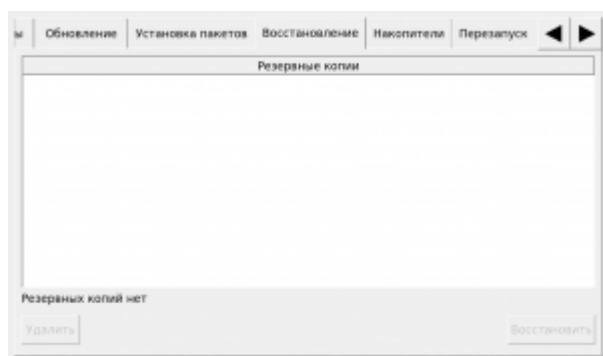 ы Обновление Установка пакетов Восстановление Накопители Перезапуск
Резервные копии
Резервных копий нет
Удалить Восстановить